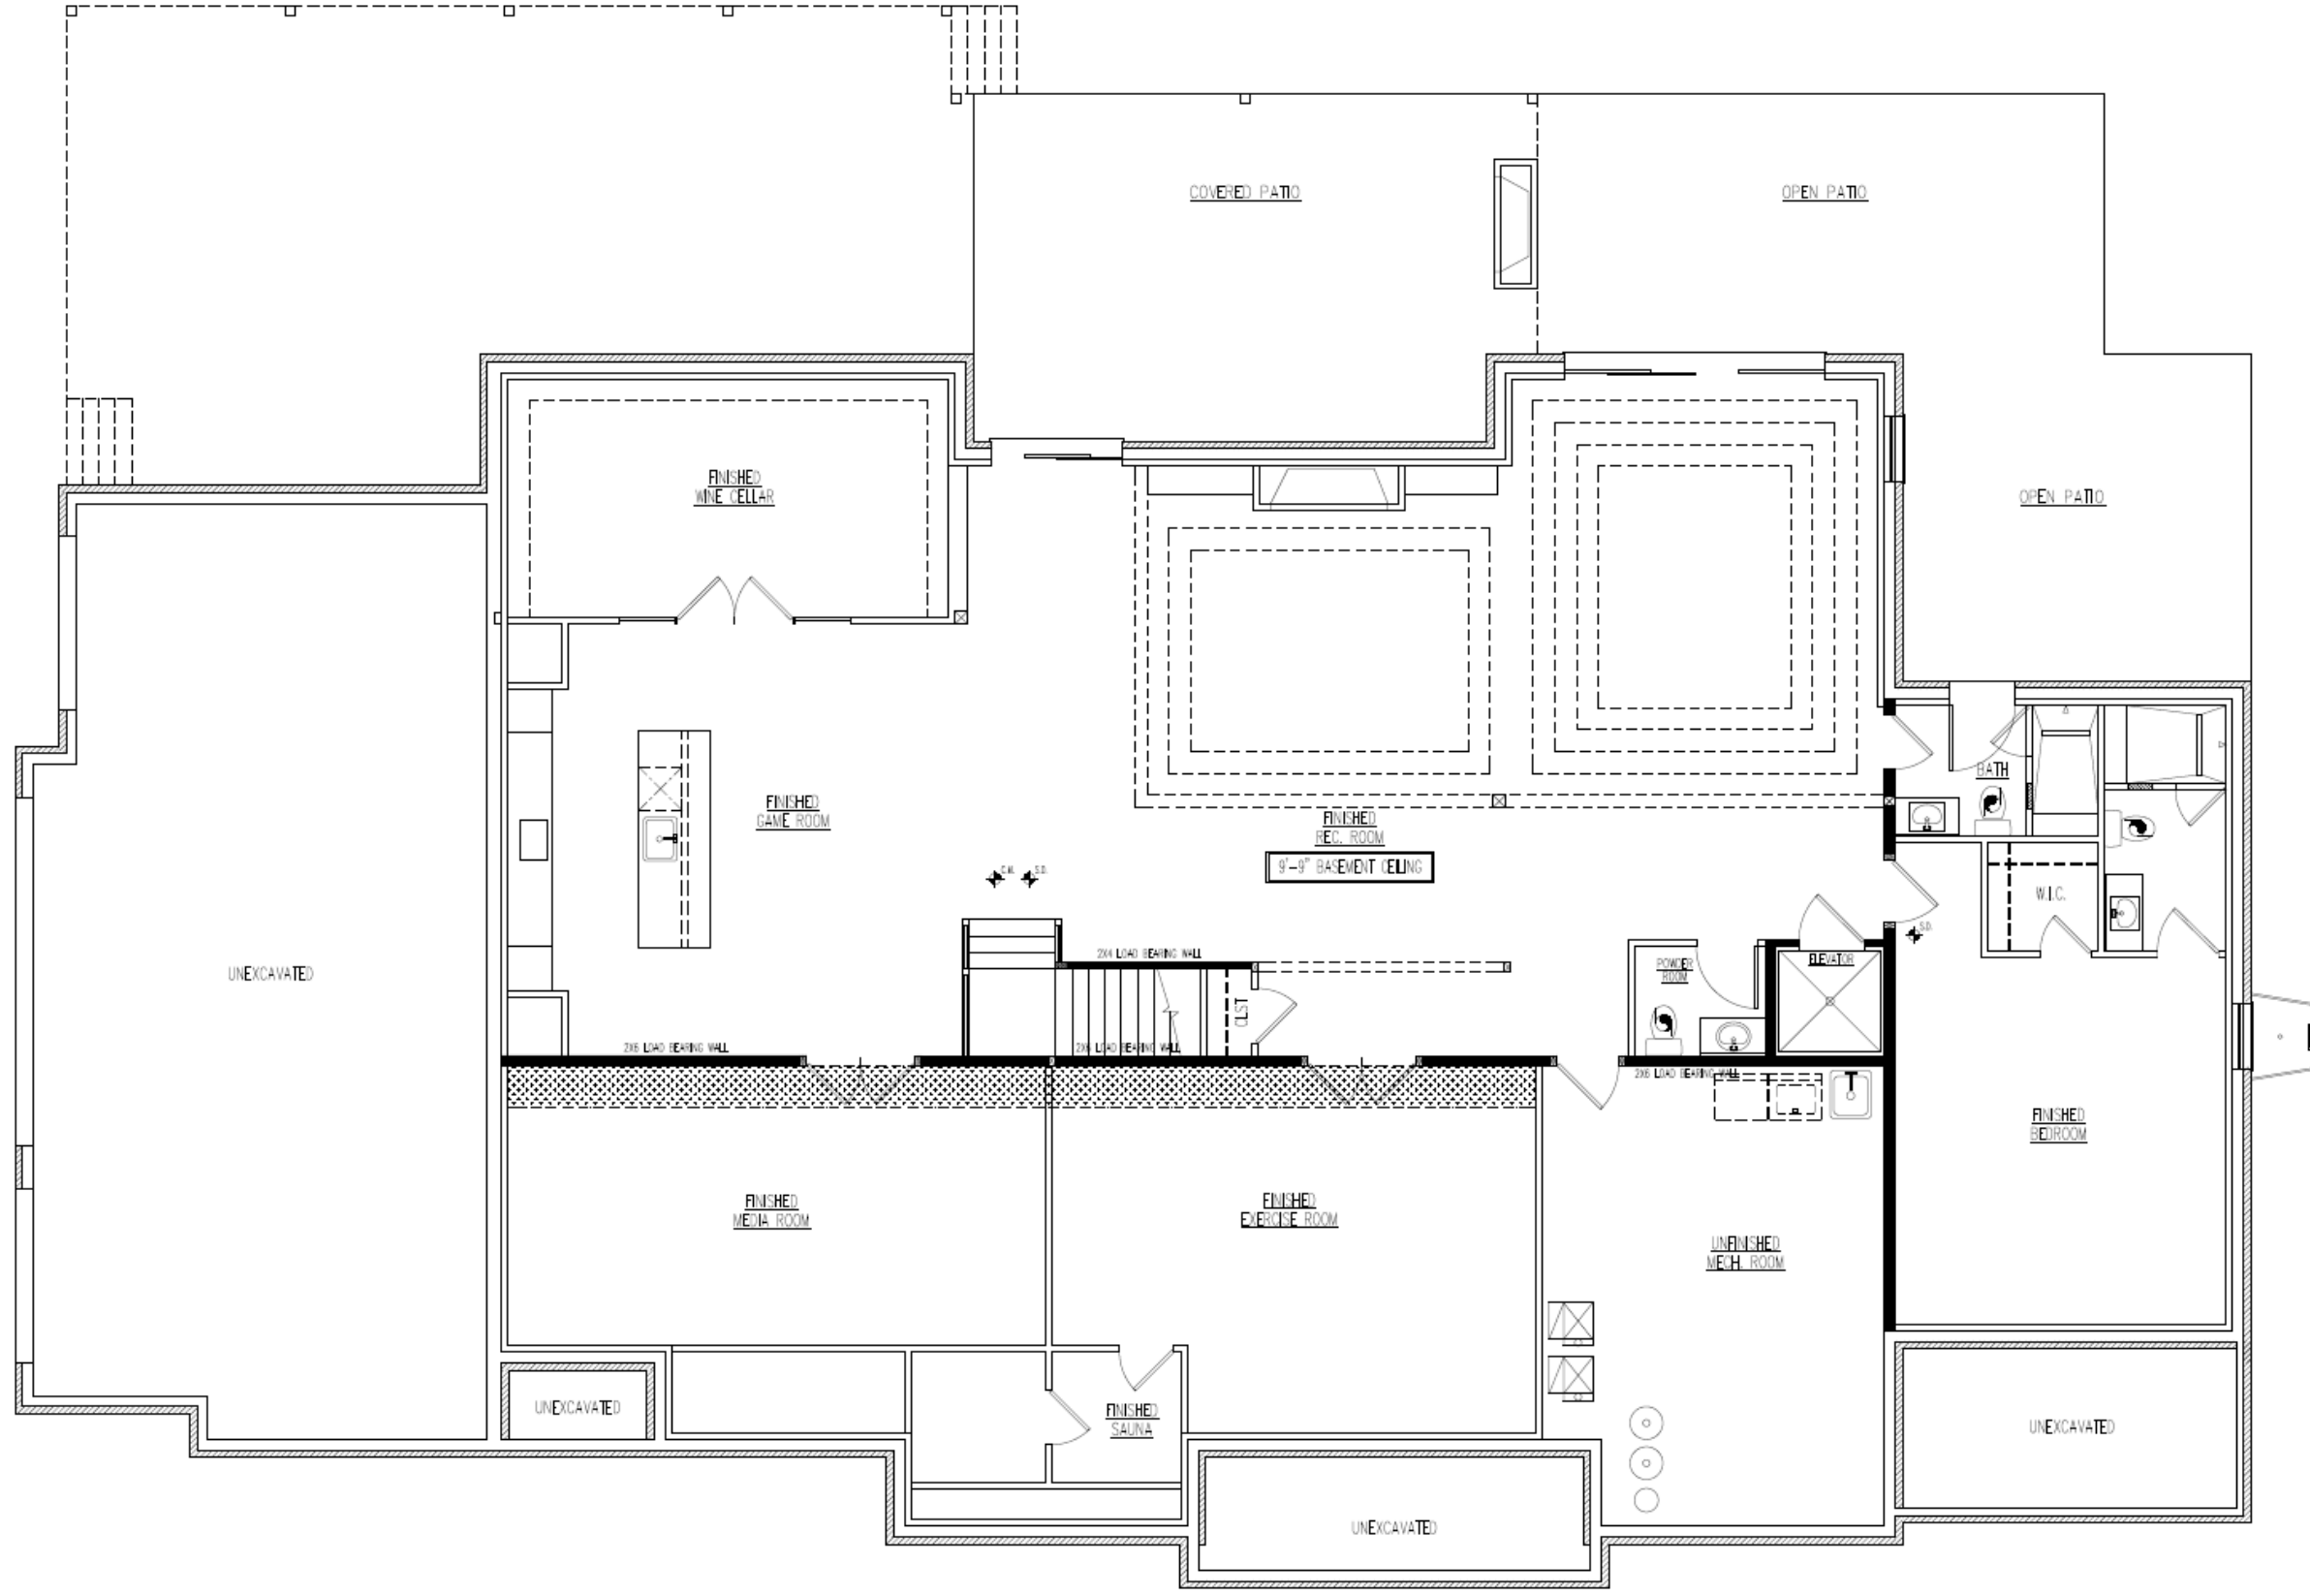 COVERED PATIO
OPEN PATIO
FINISHED
WINE CELLAR
OPEN PATIO
BATH
FINISHED
GAME ROOM
FINISHED
REC. ROOM
9'-9" BASEMENT CEILING
C.M.
S.D.
W.I.C.
S.D.
2X4 LOAD BEARING WALL
POWDER
ROOM
ELEVATOR
UNEXCAVATED
CLST
2X6 LOAD BEARING WALL
2X6 LOAD BEARING WALL
2X6 LOAD BEARING WALL
FINISHED
BEDROOM
FINISHED
MEDIA ROOM
FINISHED
EXERCISE ROOM
UNFINISHED
MECH. ROOM
UNEXCAVATED
FINISHED
SAUNA
UNEXCAVATED
UNEXCAVATED